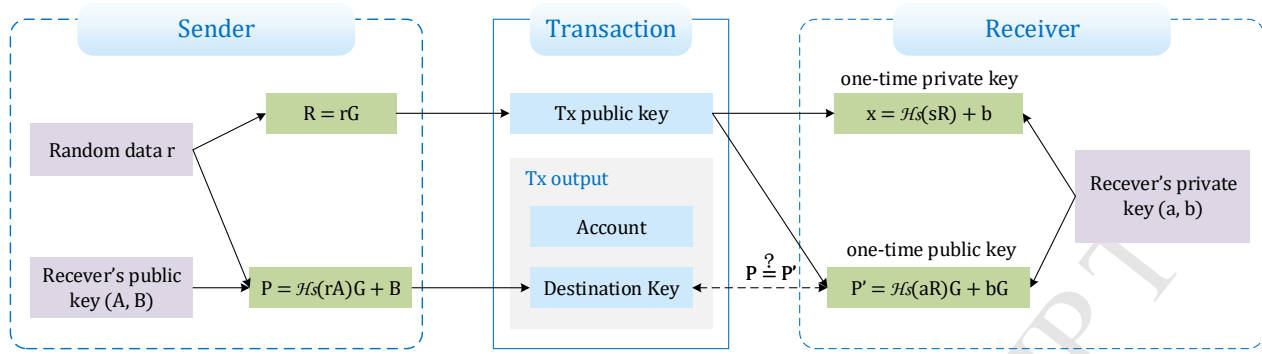 Sender
Transaction
Receiver
R = rG
Random data r
Recever's public
key (A, B)
P = ℋs(rA)G + B
Tx public key
Tx output
Account
Destination Key
P ≟ P'
one-time private key
x = ℋs(sR) + b
Recever's private
key (a, b)
one-time public key
P' = ℋs(aR)G + bG
P T